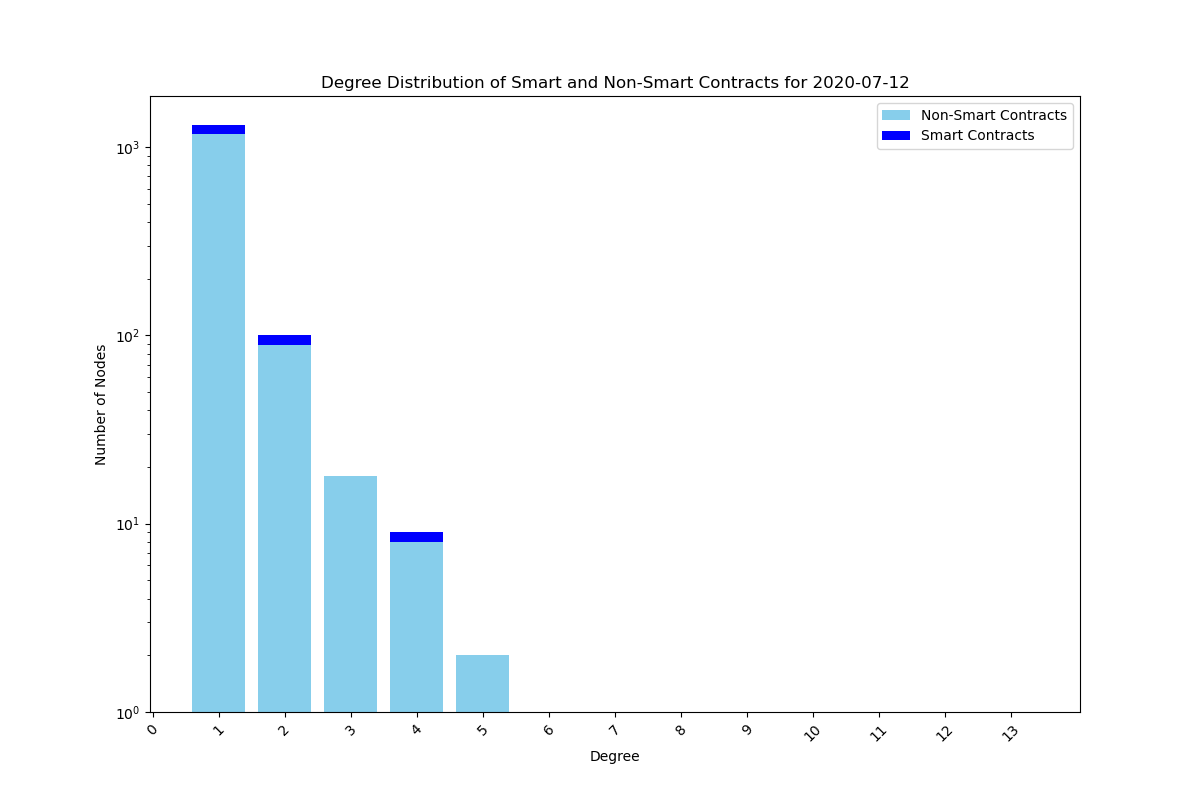 Degree Distribution of Smart and Non-Smart Contracts for 2020-07-12
Non-Smart Contracts
Smart Contracts
Number of Nodes
10³
10²
10¹
10⁰
0 1 2 3 4 5 6 7 8 9 10 11 12 13
Degree